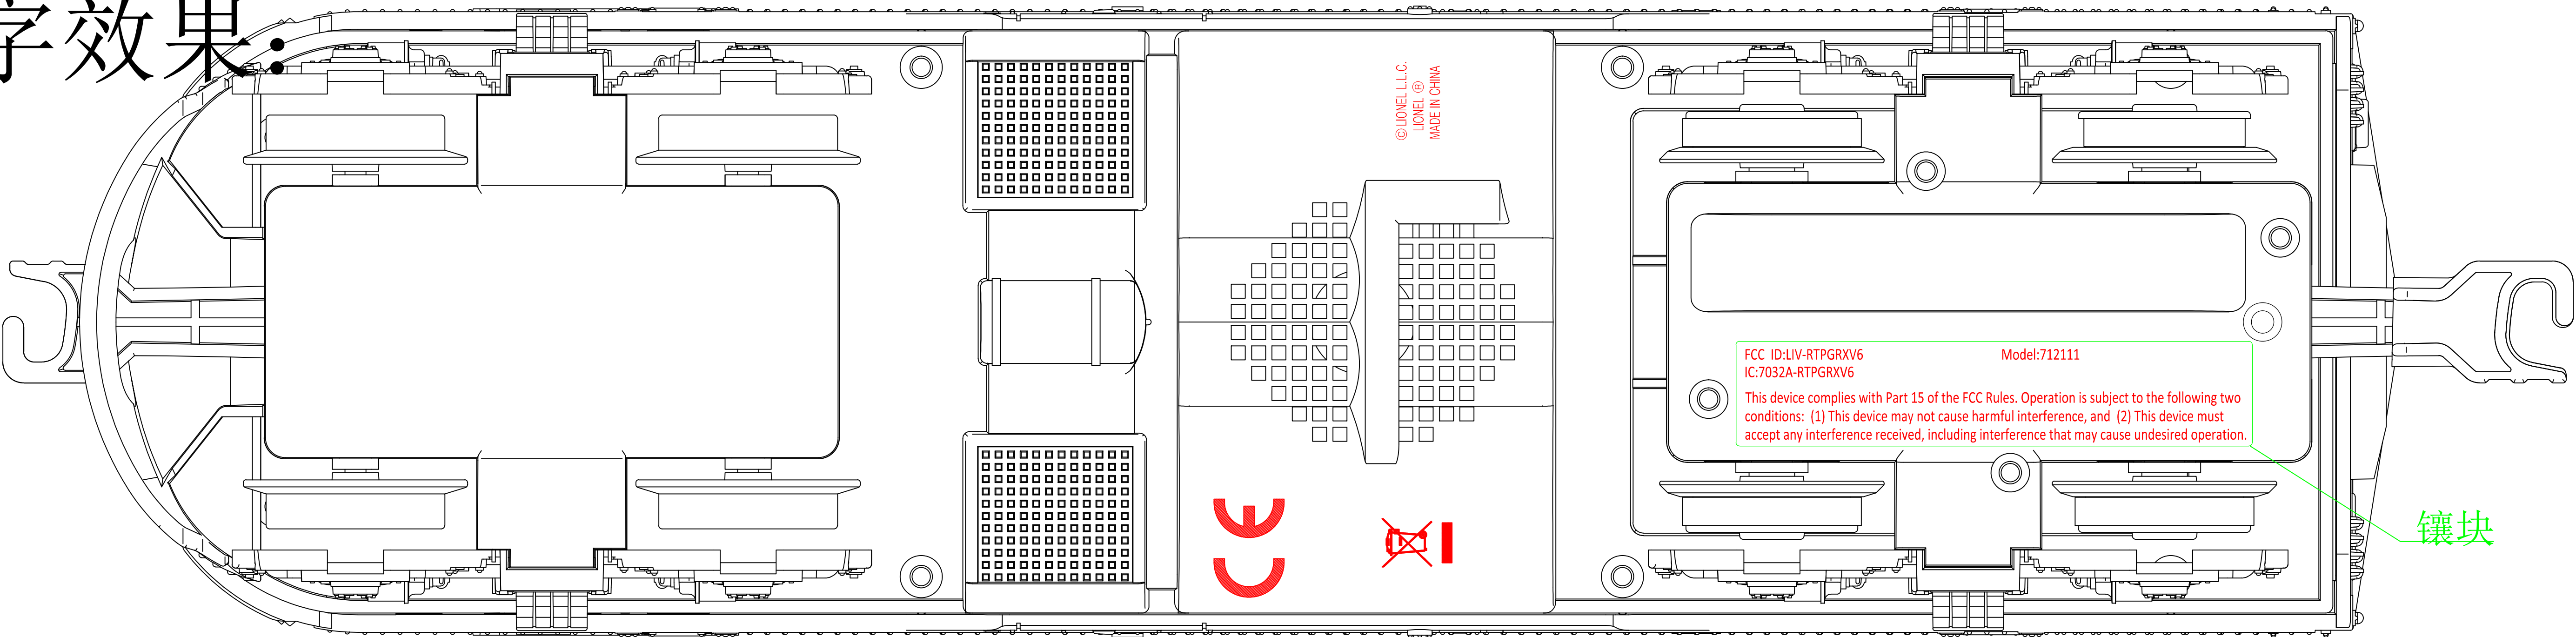 字效果：
© LIONEL L.L.C.
LIONEL ®
MADE IN CHINA
FCC ID:LIV-RTPGRXV6 Model:712111
IC:7032A-RTPGRXV6
This device complies with Part 15 of the FCC Rules. Operation is subject to the following two
conditions: (1) This device may not cause harmful interference, and (2) This device must
accept any interference received, including interference that may cause undesired operation.
CE
镶块